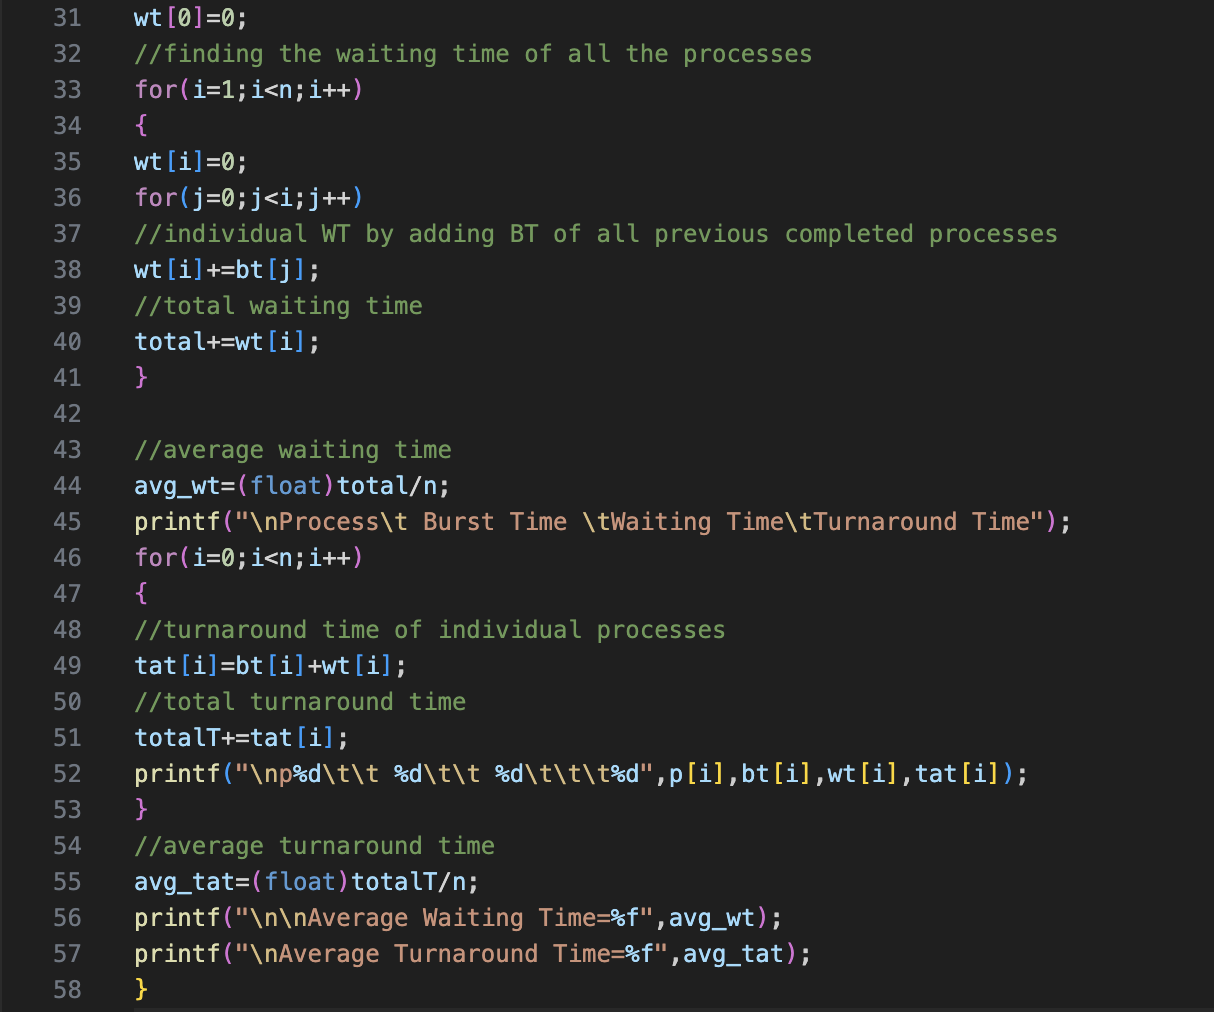 31 wt[0]=0;
32 //finding the waiting time of all the processes
33 for(i=1;i<n;i++)
34 {
35 wt[i]=0;
36 for(j=0;j<i;j++)
37 //individual WT by adding BT of all previous completed processes
38 wt[i]+=bt[j];
39 //total waiting time
40 total+=wt[i];
41 }
42
43 //average waiting time
44 avg_wt=(float)total/n;
45 printf("\nProcess\t Burst Time \tWaiting Time\tTurnaround Time");
46 for(i=0;i<n;i++)
47 {
48 //turnaround time of individual processes
49 tat[i]=bt[i]+wt[i];
50 //total turnaround time
51 totalT+=tat[i];
52 printf("\np%d\t\t %d\t\t %d\t\t\t%d",p[i],bt[i],wt[i],tat[i]);
53 }
54 //average turnaround time
55 avg_tat=(float)totalT/n;
56 printf("\n\nAverage Waiting Time=%f",avg_wt);
57 printf("\nAverage Turnaround Time=%f",avg_tat);
58 }